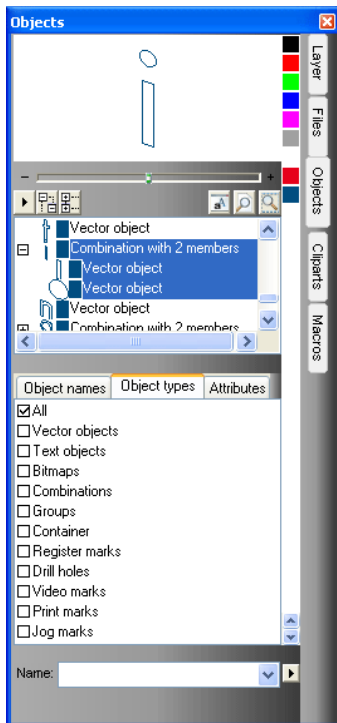 Objects
Layer
Files
Objects
Cliparts
Macros
- +
Vector object
Combination with 2 members
Vector object
Vector object
Vector object
Combination with 2 members
Object names Object types Attributes
All
Vector objects
Text objects
Bitmaps
Combinations
Groups
Container
Register marks
Drill holes
Video marks
Print marks
Jog marks
Name: